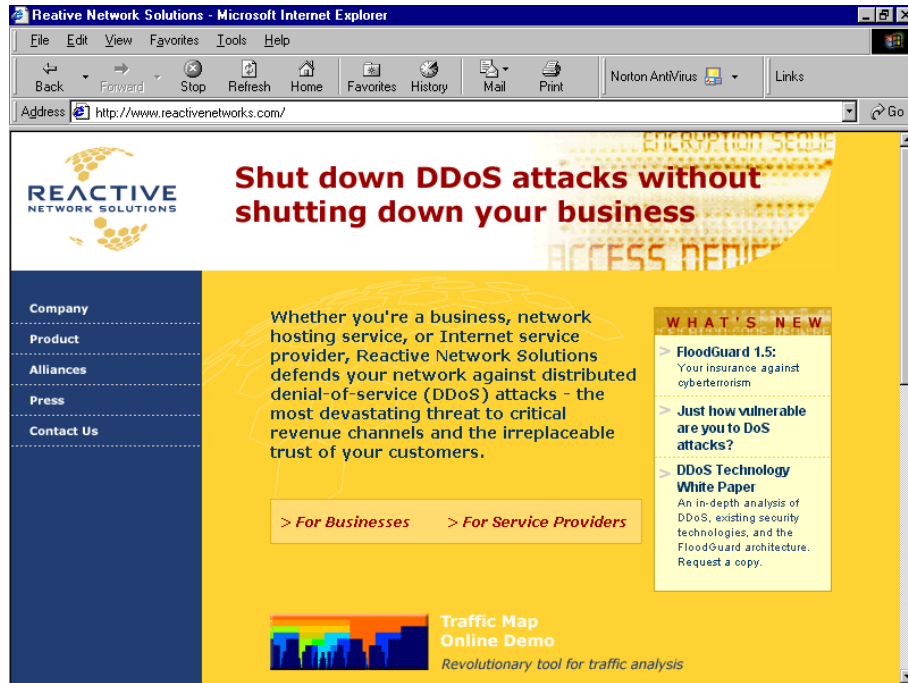 Reative Network Solutions - Microsoft Internet Explorer
File Edit View Favorites Tools Help
Back Forward Stop Refresh Home Favorites History Mail Print Norton AntiVirus Links
Address http://www.reactivenetworks.com/ Go
REACTIVE
NETWORK SOLUTIONS
Shut down DDoS attacks without
shutting down your business
ENCRYPTION SEQUE
ACCESS DENIE
Company
Product
Alliances
Press
Contact Us
Whether you're a business, network
hosting service, or Internet service
provider, Reactive Network Solutions
defends your network against distributed
denial-of-service (DDoS) attacks - the
most devastating threat to critical
revenue channels and the irreplaceable
trust of your customers.
> For Businesses > For Service Providers
WHAT'S NEW
> FloodGuard 1.5:
Your insurance against
cyberterrorism
> Just how vulnerable
are you to DoS
attacks?
> DDoS Technology
White Paper
An in-depth analysis of
DDoS, existing security
technologies, and the
FloodGuard architecture.
Request a copy.
Traffic Map
Online Demo
Revolutionary tool for traffic analysis